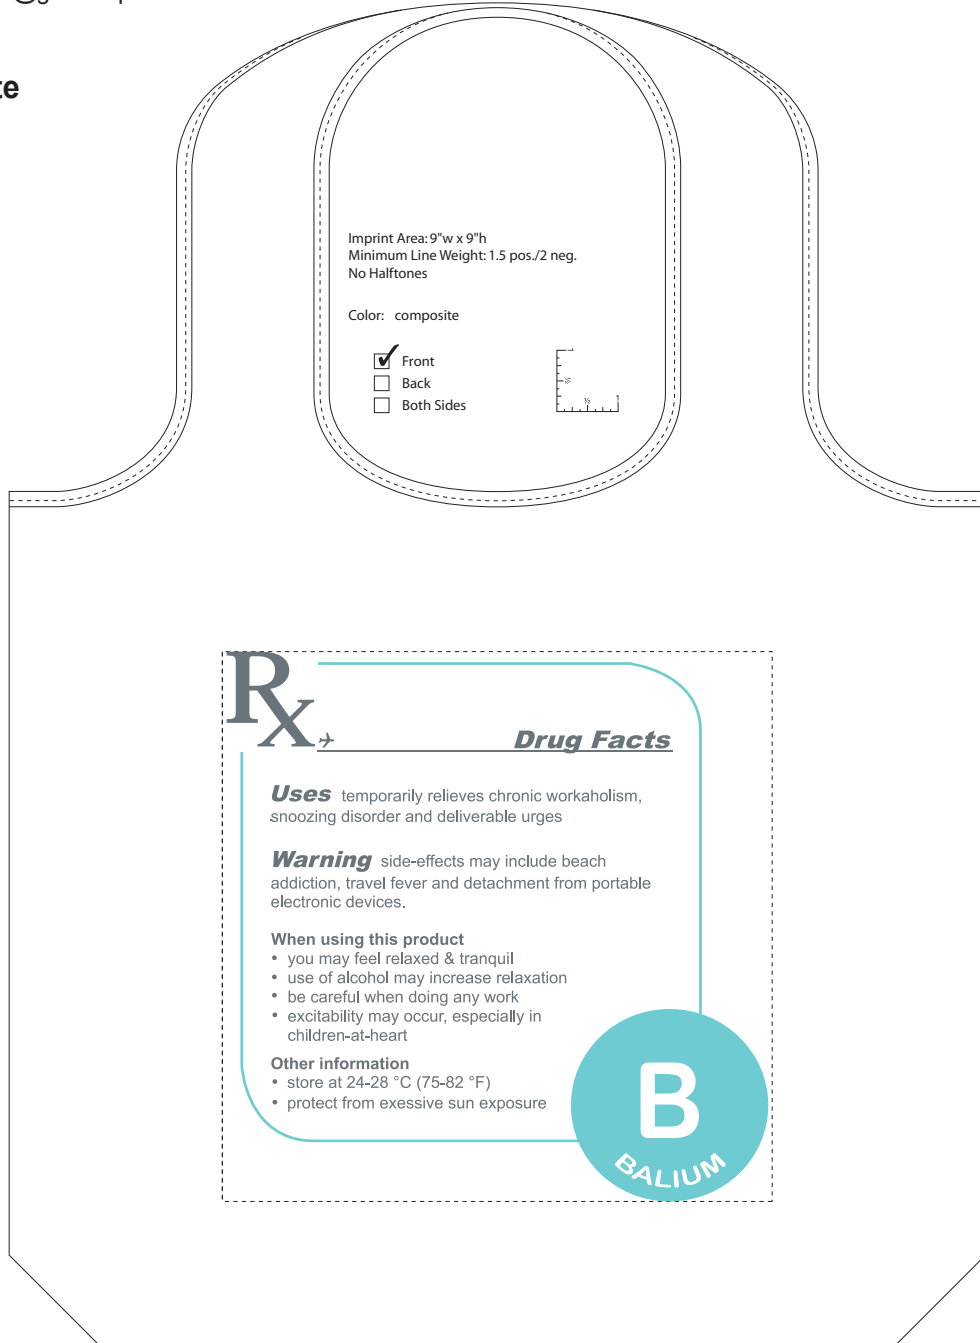 Imprint Area: 9"w x 9"h
Minimum Line Weight: 1.5 pos./2 neg.
No Halftones
Color: composite
Front
Back
Both Sides
½
1
Rx
Drug Facts
Uses temporarily relieves chronic workaholism,
snoozing disorder and deliverable urges
Warning side-effects may include beach
addiction, travel fever and detachment from portable
electronic devices.
When using this product
• you may feel relaxed & tranquil
• use of alcohol may increase relaxation
• be careful when doing any work
• excitability may occur, especially in
children-at-heart
Other information
• store at 24-28 °C (75-82 °F)
• protect from exessive sun exposure
B
BALIUM